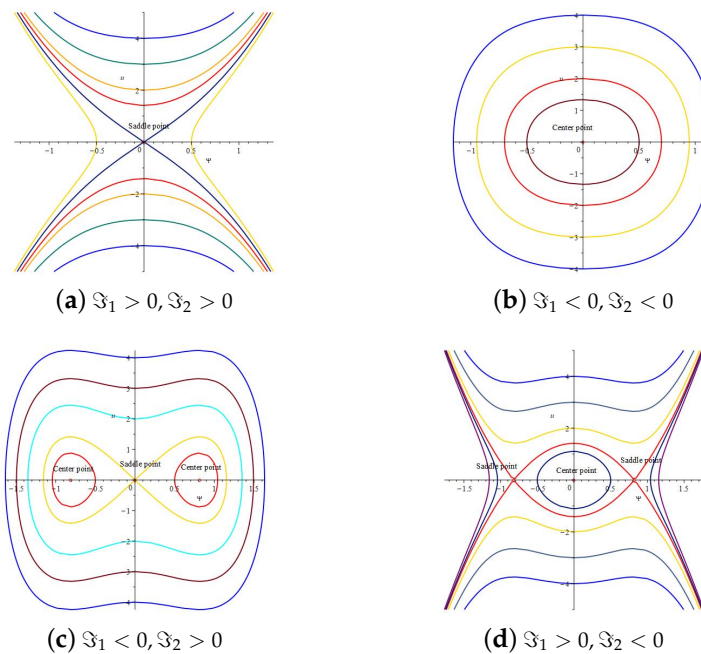 4
u
2
Saddle point
-1 -0.5 0 0.5 1
Ψ
-2
-4
(a) ℑ₁ > 0, ℑ₂ > 0
4
3
u 2
1
Center point
-1 -0.5 0 0.5 1
Ψ
-1
-2
-3
-4
(b) ℑ₁ < 0, ℑ₂ < 0
4
3
u
2
1
Center point Saddle point Center point
-1.5 -0.5 0 0.5 1.5
Ψ
-1
-2
-3
-4
(c) ℑ₁ < 0, ℑ₂ > 0
4
u
2
Saddle point Center point Saddle point
-1.5 -0.5 0 0.5 1.5
Ψ
-2
-4
(d) ℑ₁ > 0, ℑ₂ < 0